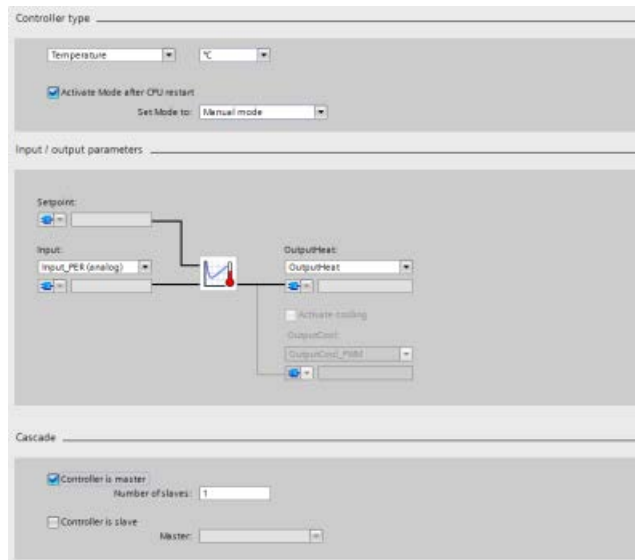 Controller type
Temperature
°C
Activate Mode after CPU restart
Set Mode to: Manual mode
Input / output parameters
Setpoint:
Input:
Input_PER (analog)
OutputHeat:
OutputHeat
Activate cooling
OutputCool:
OutputCool_PWM
Cascade
Controller is master
Number of slaves: 1
Controller is slave
Master: